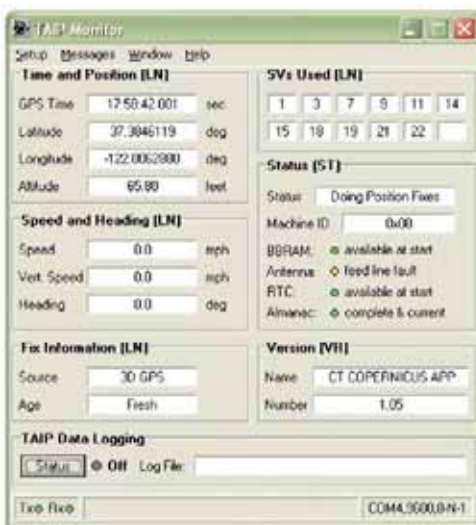 TAIP Monitor
Setup Messages Window Help
Time and Position [LN]
GPS Time 17:58:42.001 sec
Latitude 37.3846119 deg
Longitude deg
Altitude 65.80 feet
Speed and Heading [LN]
Speed 0.0 mph
Vert. Speed 0.0 mph
Heading 0.0 deg
Fix Information [LN]
Source 3D GPS
Age Fresh
SVs Used [LN]
1 3 7 9 11 14
15 18 19 21 22
Status [ST]
Status Doing Position Fixes
Machine ID 0x00
BBRAM: available at start
Antenna: feed line fault
RTC: available at start
Almanac: complete & current
Version [VR]
Name CT COPERNICUS APP
Number 1.05
TAIP Data Logging
Status Off Log File:
Tx Rx COM4,9600,8-N-1